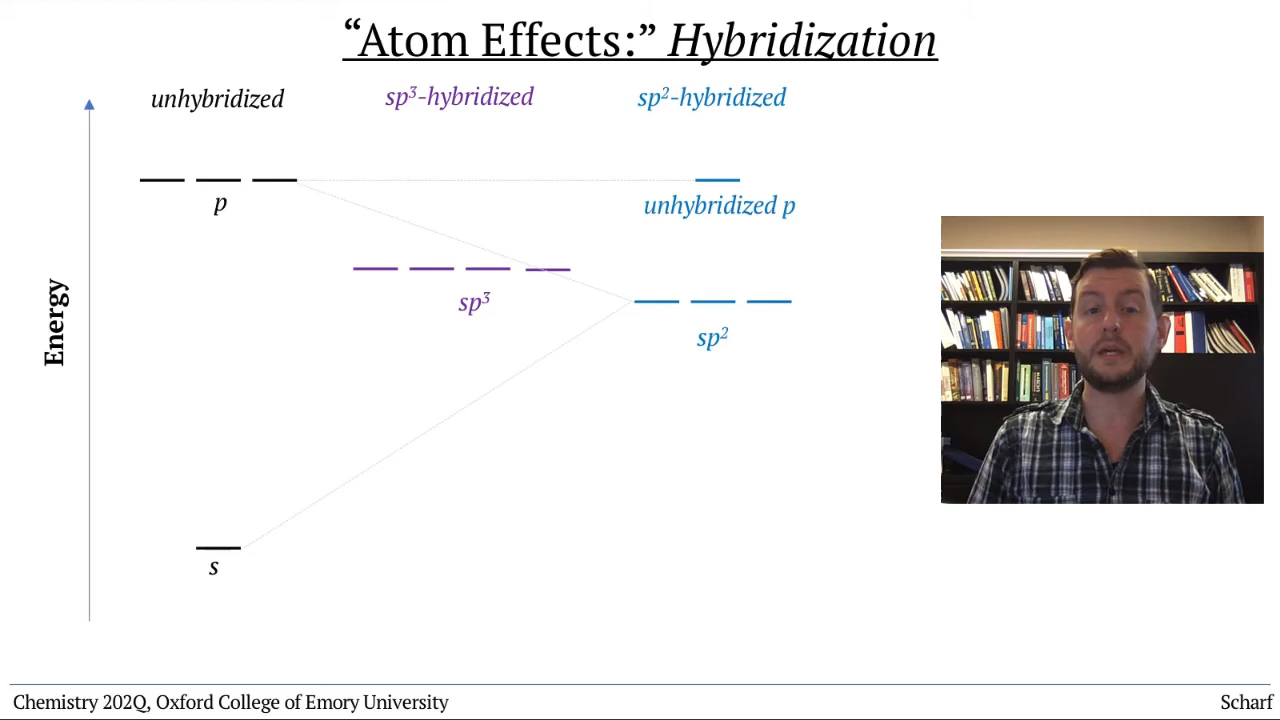 “Atom Effects:” Hybridization
unhybridized
sp³-hybridized
sp²-hybridized
p
unhybridized p
sp³
sp²
Energy
s
Chemistry 202Q, Oxford College of Emory University
Scharf